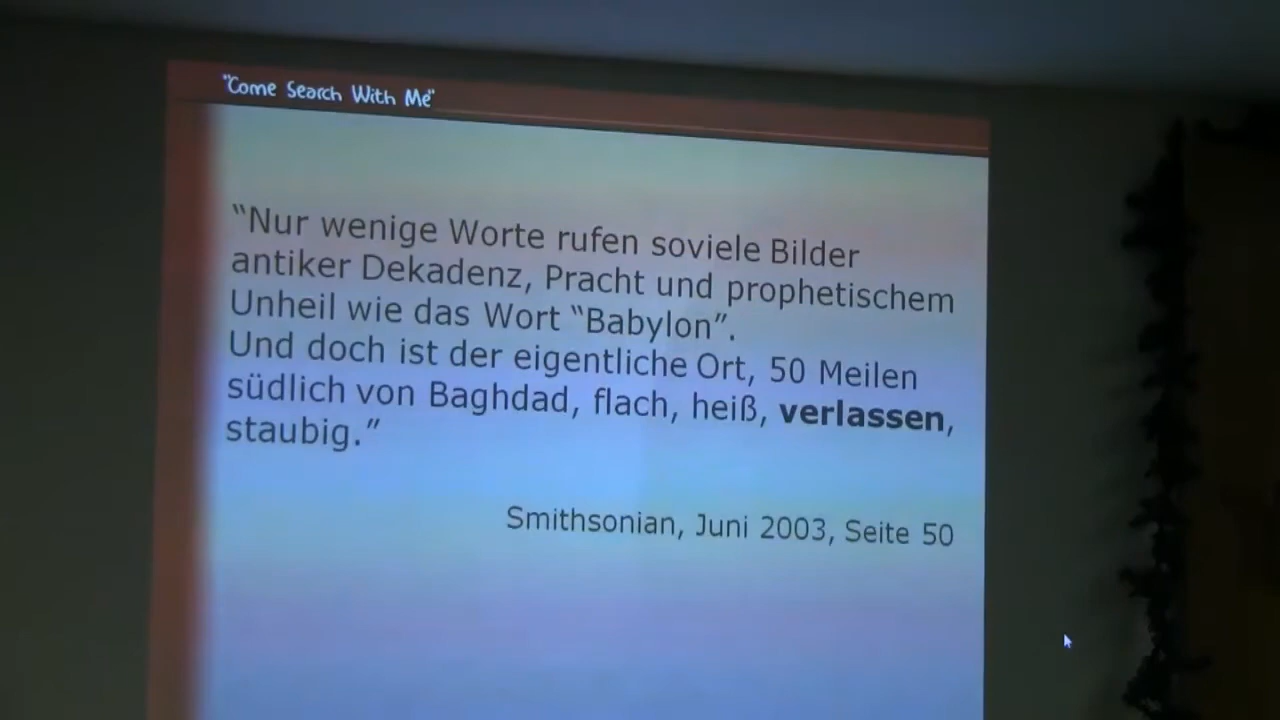 "Come Search With Me"
"Nur wenige Worte rufen soviele Bilder
antiker Dekadenz, Pracht und prophetischem
Unheil wie das Wort "Babylon".
Und doch ist der eigentliche Ort, 50 Meilen
südlich von Baghdad, flach, heiß, verlassen,
staubig."
Smithsonian, Juni 2003, Seite 50